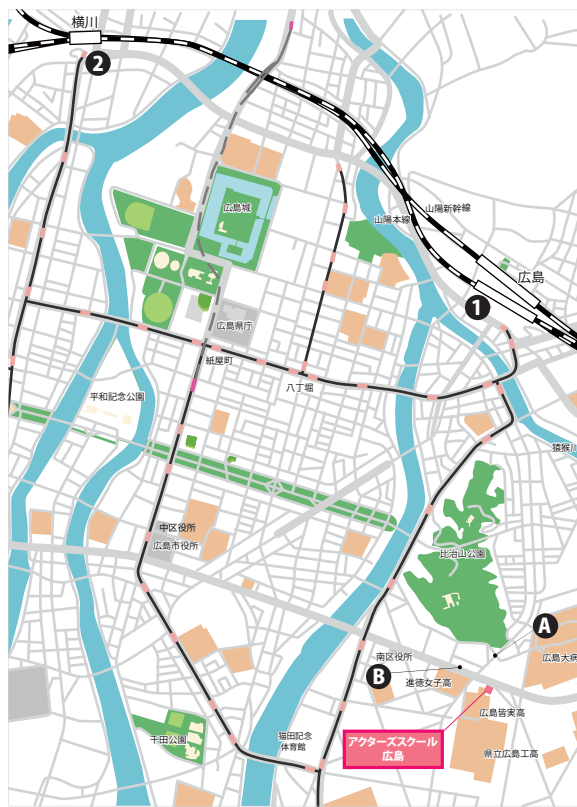 横川
2
広島城
山陽新幹線
山陽本線
広島
1
広島県庁
紙屋町
八丁堀
平和記念公園
猿猴川
中区役所
広島市役所
比治山公園
A
南区役所
広島大病
B
進徳女子高
広島皆実高
アクターズスクール
広島
猫田記念
体育館
千田公園
県立広島工高